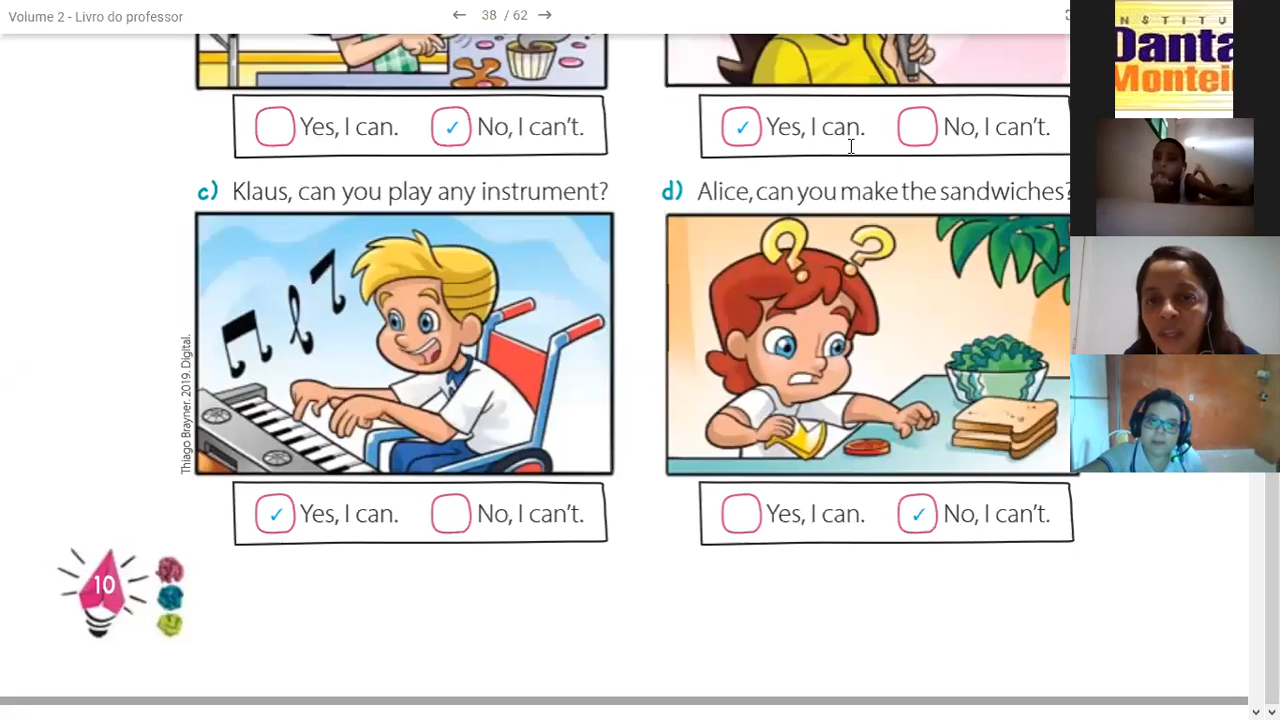 Volume 2 - Livro do professor
38 / 62
INSTITU
Danta
Montei
Yes, I can. ✓ No, I can't.
✓ Yes, I can. No, I can't.
c) Klaus, can you play any instrument?
d) Alice, can you make the sandwiches?
Thiago Brayner. 2019. Digital.
✓ Yes, I can. No, I can't.
Yes, I can. ✓ No, I can't.
10